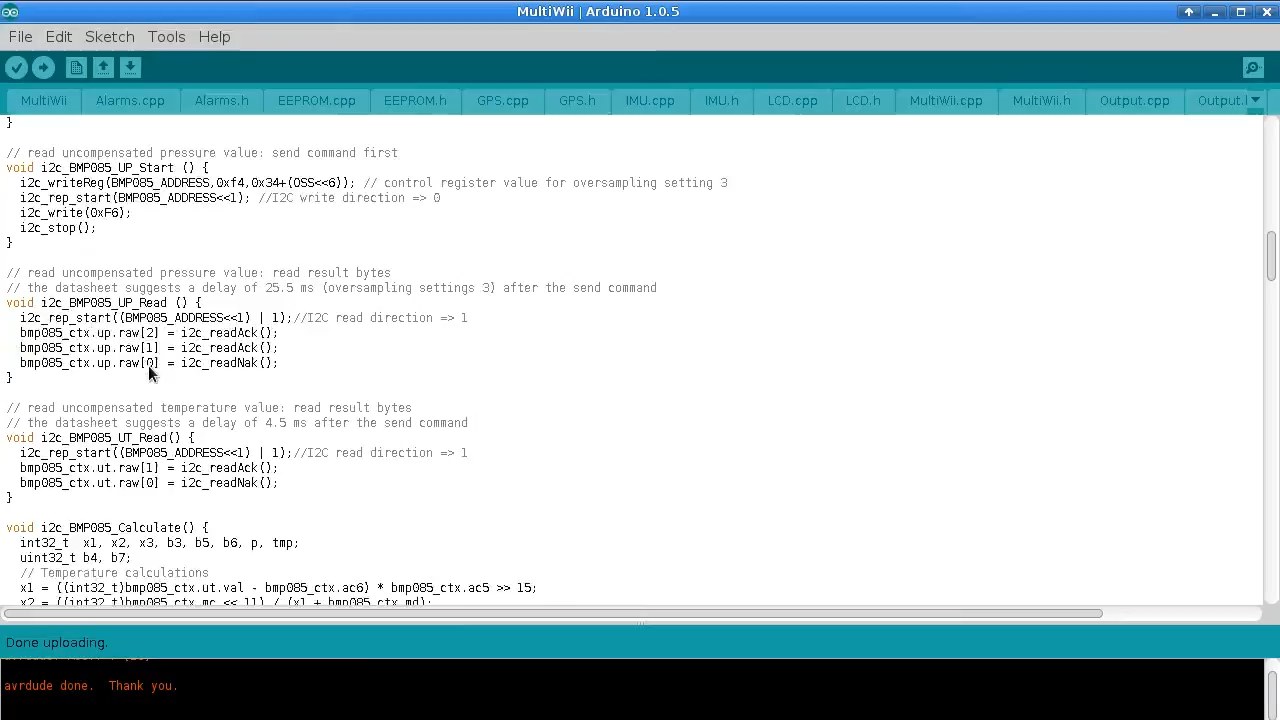 MultiWii | Arduino 1.0.5
File Edit Sketch Tools Help
MultiWii Alarms.cpp Alarms.h EEPROM.cpp EEPROM.h GPS.cpp GPS.h IMU.cpp IMU.h LCD.cpp LCD.h MultiWii.cpp MultiWii.h Output.cpp Output.
}
// read uncompensated pressure value: send command first
void i2c_BMP085_UP_Start () {
i2c_writeReg(BMP085_ADDRESS,0xf4,0x34+(OSS<<6)); // control register value for oversampling setting 3
i2c_rep_start(BMP085_ADDRESS<<1); //I2C write direction => 0
i2c_write(0xF6);
i2c_stop();
}
// read uncompensated pressure value: read result bytes
// the datasheet suggests a delay of 25.5 ms (oversampling settings 3) after the send command
void i2c_BMP085_UP_Read () {
i2c_rep_start((BMP085_ADDRESS<<1) | 1);//I2C read direction => 1
bmp085_ctx.up.raw[2] = i2c_readAck();
bmp085_ctx.up.raw[1] = i2c_readAck();
bmp085_ctx.up.raw[0] = i2c_readNak();
}
// read uncompensated temperature value: read result bytes
// the datasheet suggests a delay of 4.5 ms after the send command
void i2c_BMP085_UT_Read() {
i2c_rep_start((BMP085_ADDRESS<<1) | 1);//I2C read direction => 1
bmp085_ctx.ut.raw[1] = i2c_readAck();
bmp085_ctx.ut.raw[0] = i2c_readNak();
}
void i2c_BMP085_Calculate() {
int32_t x1, x2, x3, b3, b5, b6, p, tmp;
uint32_t b4, b7;
// Temperature calculations
x1 = ((int32_t)bmp085_ctx.ut.val - bmp085_ctx.ac6) * bmp085_ctx.ac5 >> 15;
x2 = ((int32_t)bmp085_ctx.mc << 11) / (x1 + bmp085_ctx.md);
Done uploading.
avrdude done. Thank you.